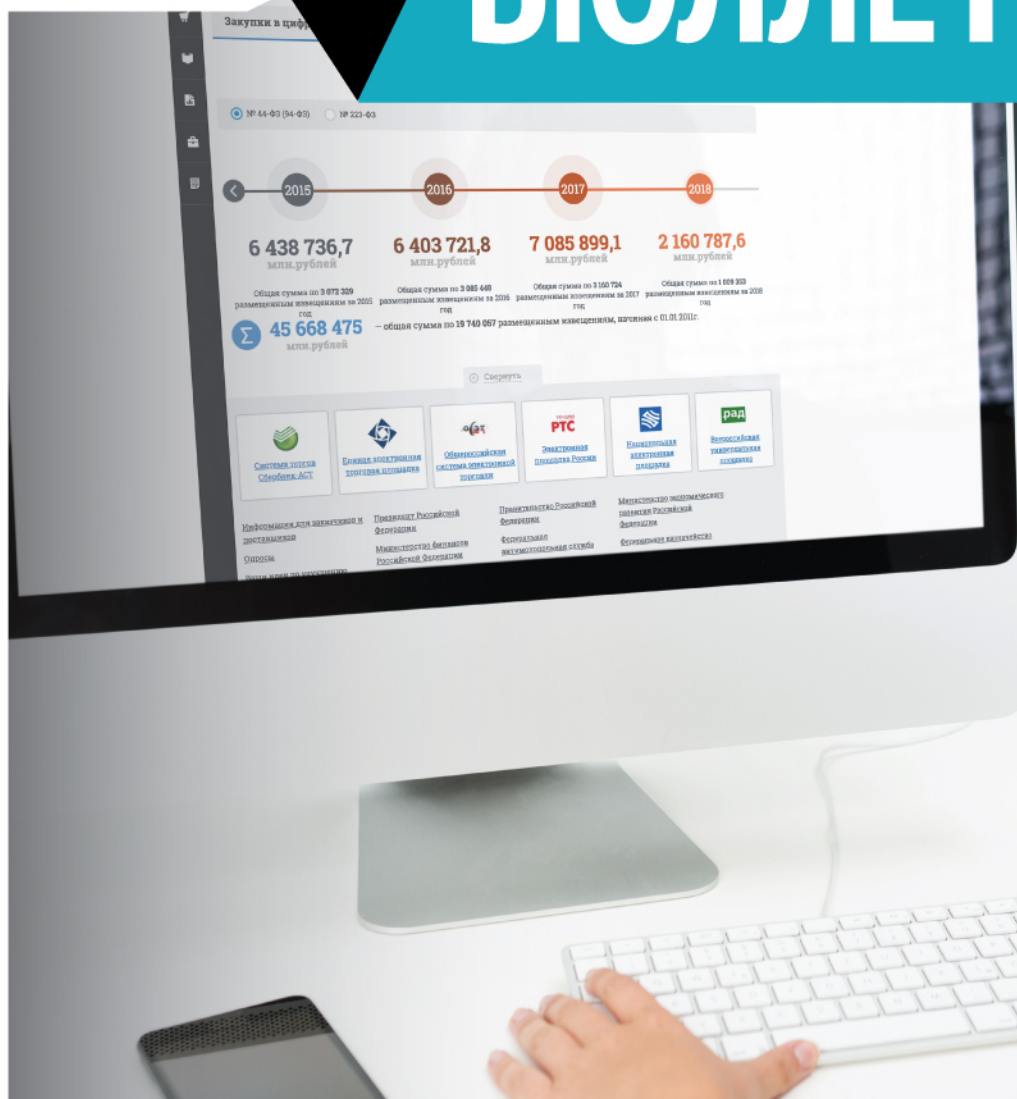 БЮЛЛЕТ
Закупки в циф
№ 44-ФЗ (94-ФЗ) № 223-ФЗ
2015 2016 2017 2018
6 438 736,7 6 403 721,8 7 085 899,1 2 160 787,6
млн.рублей млн.рублей млн.рублей млн.рублей
Общая сумма по 3 072 329 Общая сумма по 3 085 448 Общая сумма по 3 160 724 Общая сумма по 1 009 353
размещенным извещениям за 2015 размещенным извещениям за 2016 размещенным извещениям за 2017 размещенным извещениям за 2018
год год год год
45 668 475 – общая сумма по 19 740 057 размещенным извещениям, начиная с 01.01.2011г.
млн.рублей
Свернуть
РТС
рад
Система торгов
Сбербанк-АСТ
Единая электронная
торговая площадка
Общероссийская
система электронной
торговли
Электронная
площадка России
Национальная
электронная
площадка
Всероссийская
универсальная
площадка
Информация для заказчиков и
поставщиков
Опросы
Ваши идеи по улучшению
Президент Российской
Федерации
Министерство финансов
Российской Федерации
Правительство Российской
Федерации
Федеральная
антимонопольная служба
Министерство экономического
развития Российской
Федерации
Федеральное казначейство